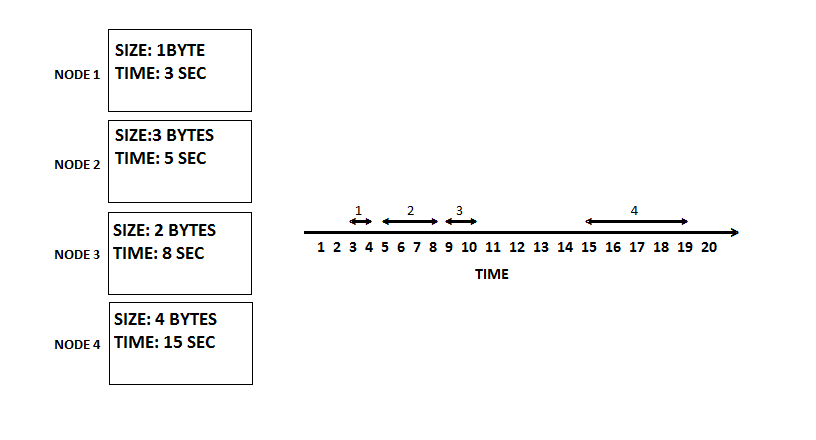 NODE 1
SIZE: 1BYTE
TIME: 3 SEC
NODE 2
SIZE:3 BYTES
TIME: 5 SEC
NODE 3
SIZE: 2 BYTES
TIME: 8 SEC
NODE 4
SIZE: 4 BYTES
TIME: 15 SEC
1 2 3 4
1 2 3 4 5 6 7 8 9 10 11 12 13 14 15 16 17 18 19 20
TIME